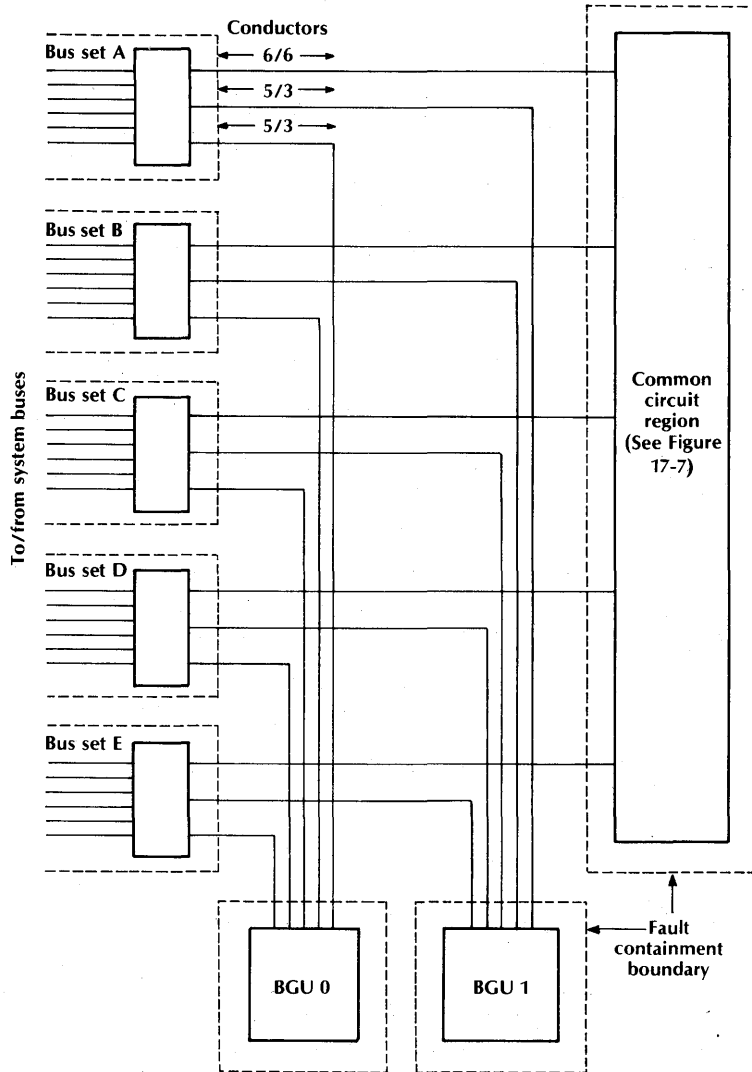 Conductors
Bus set A
6/6
5/3
5/3
Bus set B
Bus set C
Bus set D
Bus set E
To/from system buses
Common
circuit
region
(See Figure
17-7)
Fault
containment
boundary
BGU 0
BGU 1